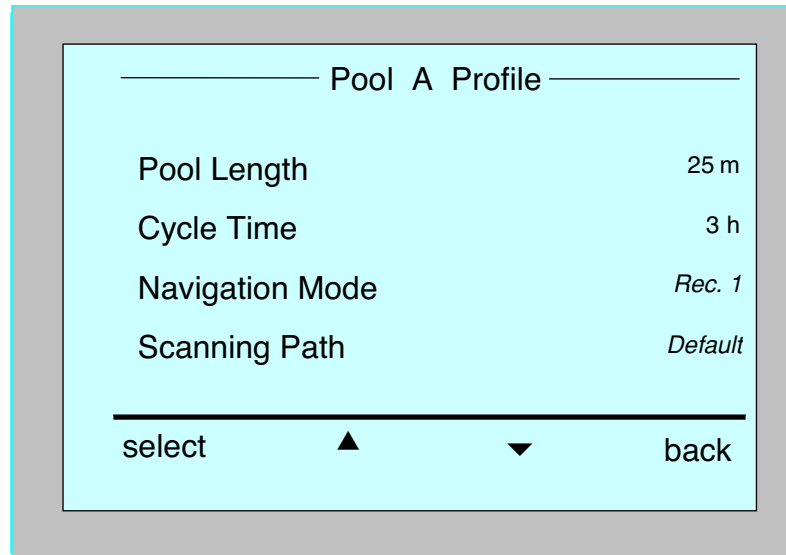 Pool A Profile
Pool Length 25 m
Cycle Time 3 h
Navigation Mode Rec. 1
Scanning Path Default
select ▲ ▼ back